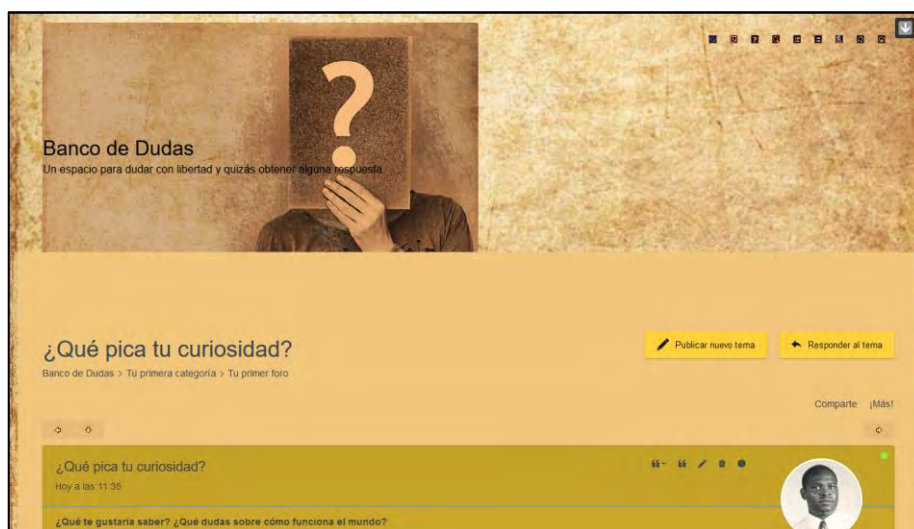 ?
Banco de Dudas
Un espacio para dudar con libertad y quizás obtener alguna respuesta
¿Qué pica tu curiosidad?
Publicar nuevo tema
Responder al tema
Banco de Dudas > Tu primera categoría > Tu primer foro
Comparte ¡Más!
¿Qué pica tu curiosidad?
Hoy a las 11:35
¿Qué te gustaría saber? ¿Qué dudas sobre cómo funciona el mundo?